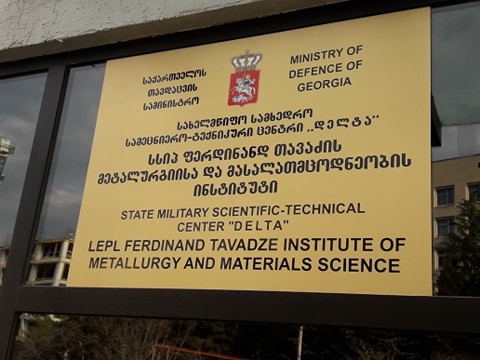 საქართველოს
თავდაცვის
სამინისტრო
MINISTRY OF
DEFENCE OF
GEORGIA
სახელმწიფო სამხედრო
სამეცნიერო-ტექნიკური ცენტრი „დელტა“
სსიპ ფერდინანდ თავაძის
მეტალურგიისა და მასალათმცოდნეობის
ინსტიტუტი
STATE MILITARY SCIENTIFIC-TECHNICAL
CENTER "DELTA"
LEPL FERDINAND TAVADZE INSTITUTE OF
METALLURGY AND MATERIALS SCIENCE